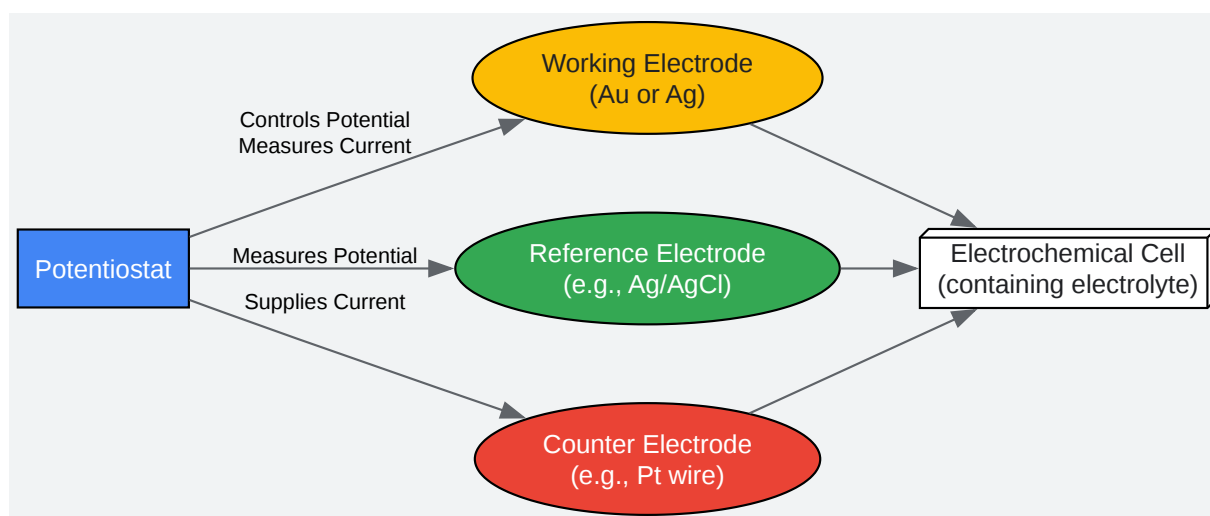 Working Electrode
(Au or Ag)
Controls Potential
Measures Current
Potentiostat
Measures Potential
Reference Electrode
(e.g., Ag/AgCl)
Electrochemical Cell
(containing electrolyte)
Supplies Current
Counter Electrode
(e.g., Pt wire)